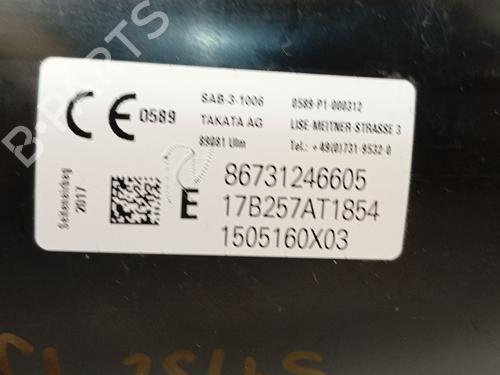 CE 0589
SAB-3-1006
TAKATA AG
89081 Ulm
0589-P1-000312
LISE-MEITNER-STRASSE 3
Tel.: +49(0)731-9532-0
Seitenairbag
2017
E
86731246605
17B257AT1854
1505160X03
B-PARTS